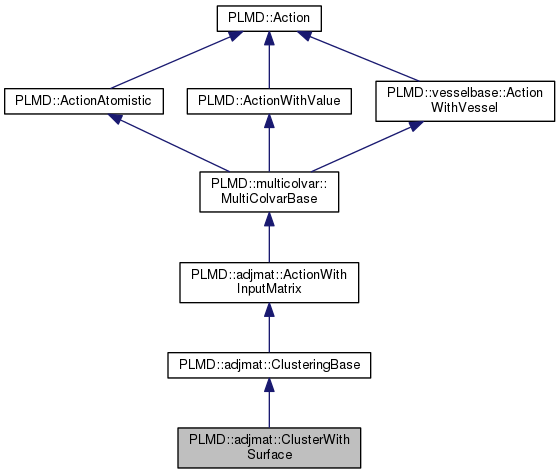 PLMD::Action
PLMD::ActionAtomistic
PLMD::ActionWithValue
PLMD::vesselbase::Action
WithVessel
PLMD::multicolvar::
MultiColvarBase
PLMD::adjmat::ActionWith
InputMatrix
PLMD::adjmat::ClusteringBase
PLMD::adjmat::ClusterWith
Surface